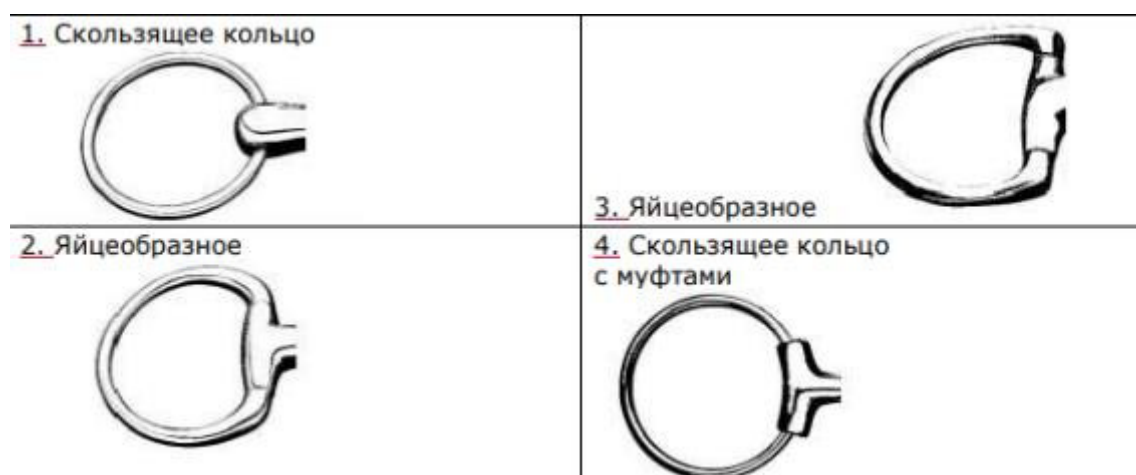 1. Скользящее кольцо
3. Яйцеобразное
2. Яйцеобразное
4. Скользящее кольцо
с муфтами